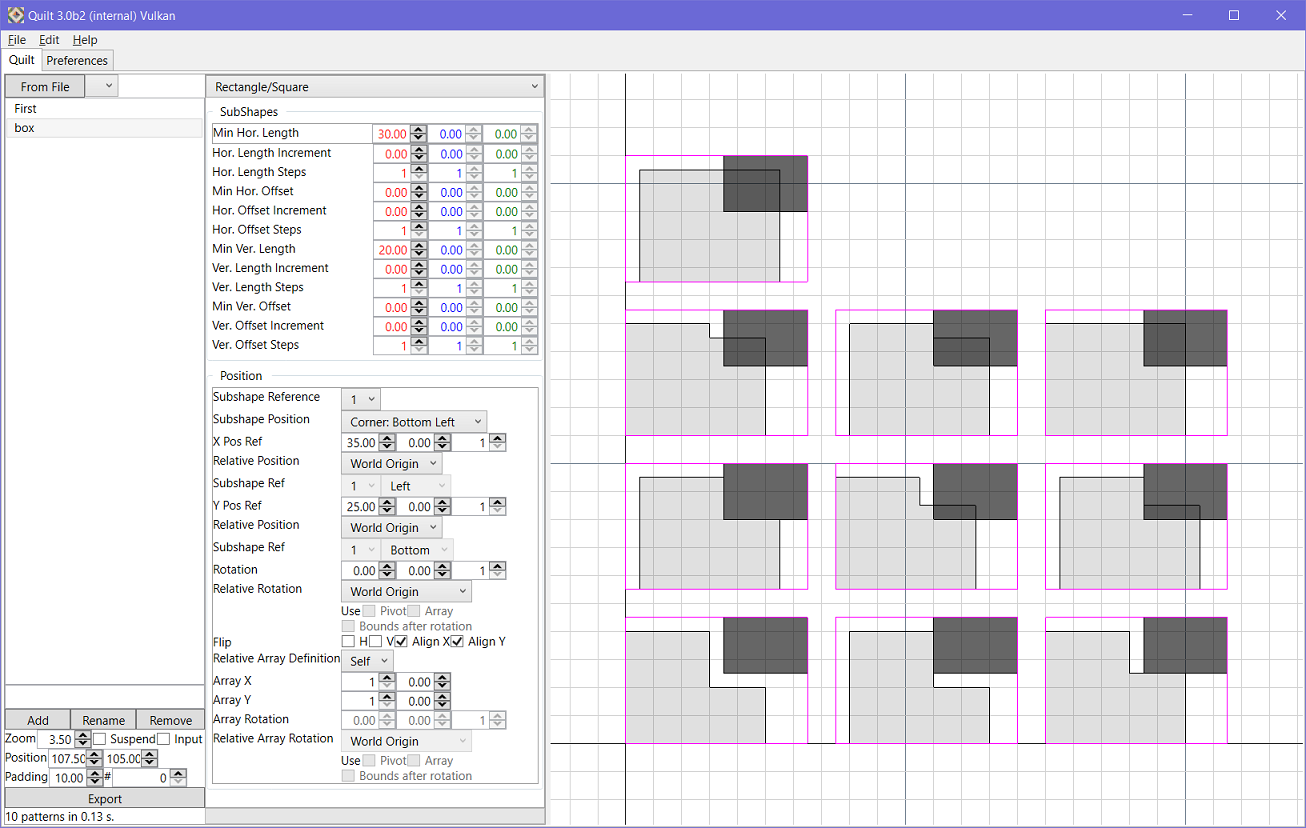 Quilt 3.0b2 (internal) Vulkan
File Edit Help
Quilt Preferences
From File
First
box
Rectangle/Square
SubShapes
Min Hor. Length 30.00 0.00 0.00
Hor. Length Increment 0.00 0.00 0.00
Hor. Length Steps 1 1 1
Min Hor. Offset 0.00 0.00 0.00
Hor. Offset Increment 0.00 0.00 0.00
Hor. Offset Steps 1 1 1
Min Ver. Length 20.00 0.00 0.00
Ver. Length Increment 0.00 0.00 0.00
Ver. Length Steps 1 1 1
Min Ver. Offset 0.00 0.00 0.00
Ver. Offset Increment 0.00 0.00 0.00
Ver. Offset Steps 1 1 1
Position
Subshape Reference 1
Subshape Position Corner: Bottom Left
X Pos Ref 35.00 0.00 1
Relative Position World Origin
Subshape Ref 1 Left
Y Pos Ref 25.00 0.00 1
Relative Position World Origin
Subshape Ref 1 Bottom
Rotation 0.00 0.00 1
Relative Rotation World Origin
Use Pivot Array
Bounds after rotation
Flip H V Align X Align Y
Relative Array Definition Self
Array X 1 0.00
Array Y 1 0.00
Array Rotation 0.00 0.00 1
Relative Array Rotation World Origin
Use Pivot Array
Bounds after rotation
Add Rename Remove
Zoom 3.50 Suspend Input
Position 107.50 105.00
Padding 10.00 # 0
Export
10 patterns in 0.13 s.